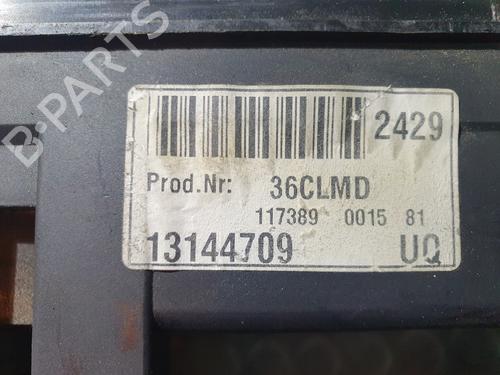 B-PARTS
2429
Prod.Nr: 36CLMD
117389 0015 81
13144709 UQ